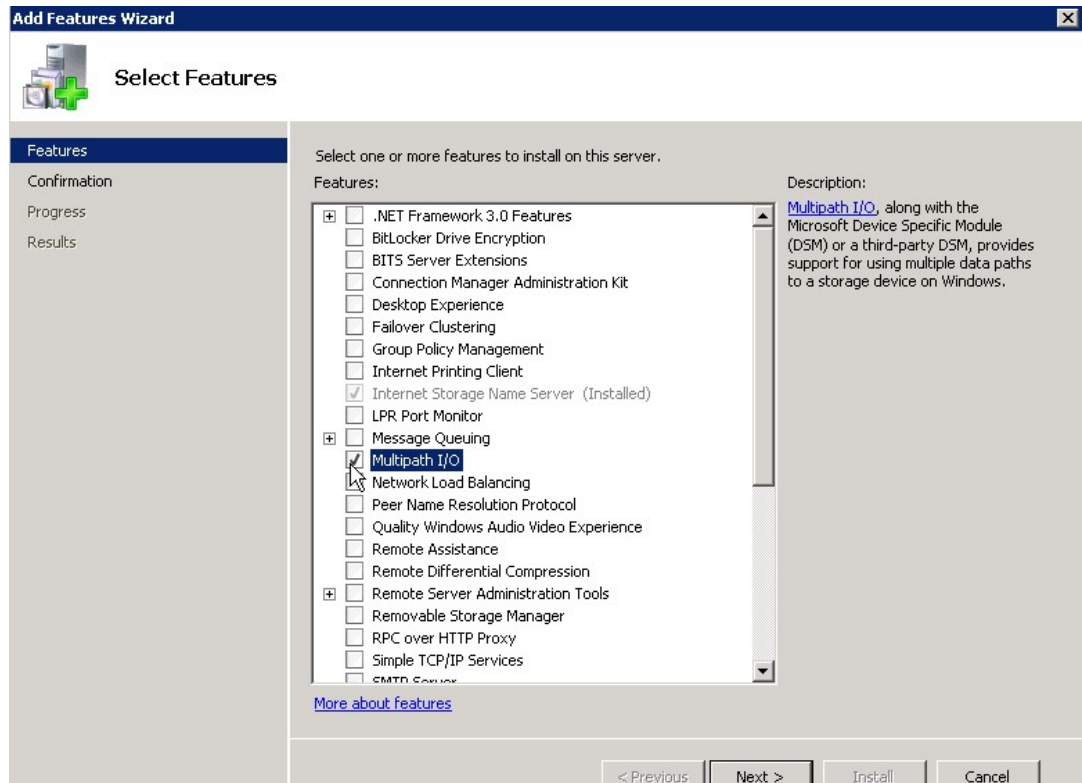 Add Features Wizard
Select Features
Features
Confirmation
Progress
Results
Select one or more features to install on this server.
Features:
.NET Framework 3.0 Features
BitLocker Drive Encryption
BITS Server Extensions
Connection Manager Administration Kit
Desktop Experience
Failover Clustering
Group Policy Management
Internet Printing Client
Internet Storage Name Server (Installed)
LPR Port Monitor
Message Queuing
Multipath I/O
Network Load Balancing
Peer Name Resolution Protocol
Quality Windows Audio Video Experience
Remote Assistance
Remote Differential Compression
Remote Server Administration Tools
Removable Storage Manager
RPC over HTTP Proxy
Simple TCP/IP Services
SMTP Server
More about features
Description:
Multipath I/O, along with the
Microsoft Device Specific Module
(DSM) or a third-party DSM, provides
support for using multiple data paths
to a storage device on Windows.
< Previous
Next >
Install
Cancel